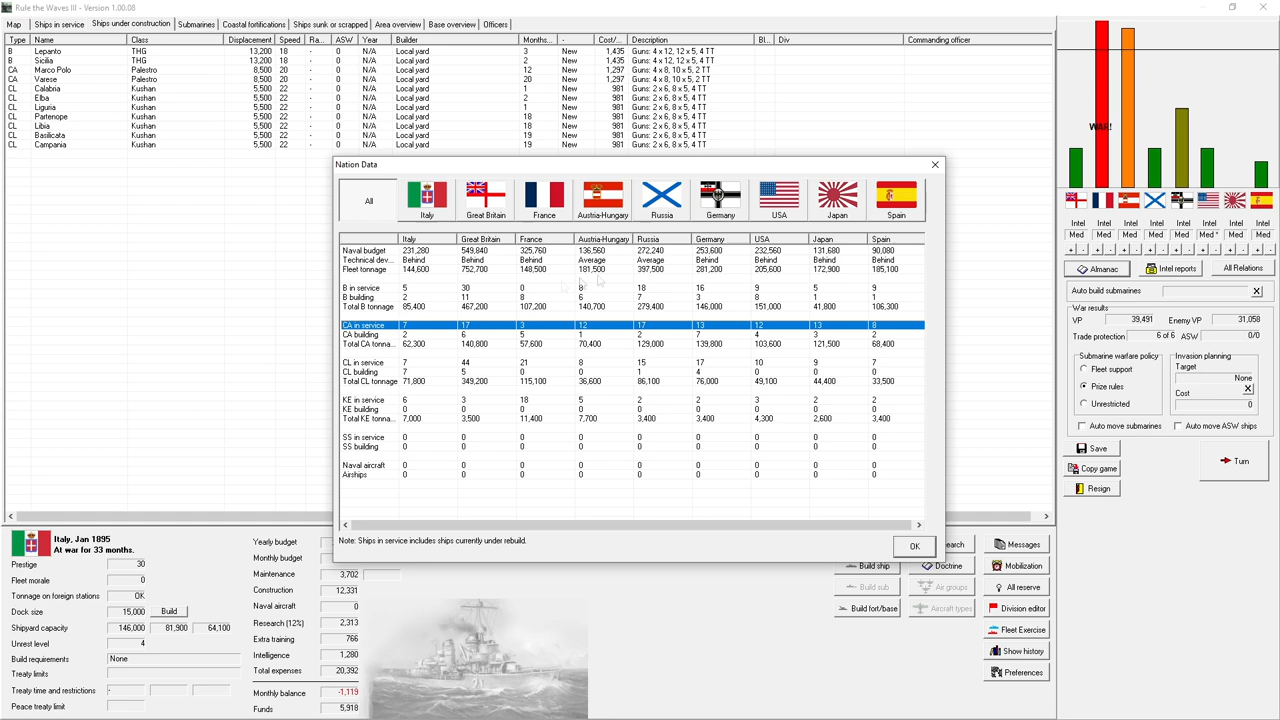 Rule the Waves III - Version 1.00.08
Map Ships in service Ships under construction Submarines Coastal fortifications Ships sunk or scrapped Area overview Base overview Officers
Type Name Class Displacement Speed Ra... ASW Year Builder Months... - Cost/... Description Bl... Div Commanding officer
B Lepanto THG 13,200 18 - 0 N/A Local yard 3 New 1,435 Guns: 4 x 12, 12 x 5, 4 TT
B Sicilia THG 13,200 18 - 0 N/A Local yard 2 New 1,435 Guns: 4 x 12, 12 x 5, 4 TT
CA Marco Polo Palestro 8,500 20 - 0 N/A Local yard 12 New 1,297 Guns: 4 x 8, 10 x 5, 2 TT
CA Varese Palestro 8,500 20 - 0 N/A Local yard 20 New 1,297 Guns: 4 x 8, 10 x 5, 2 TT
CL Calabria Kushan 5,500 22 - 0 N/A Local yard 1 New 981 Guns: 2 x 6, 8 x 5, 4 TT
CL Elba Kushan 5,500 22 - 0 N/A Local yard 2 New 981 Guns: 2 x 6, 8 x 5, 4 TT
CL Liguria Kushan 5,500 22 - 0 N/A Local yard 1 New 981 Guns: 2 x 6, 8 x 5, 4 TT
CL Partenope Kushan 5,500 22 - 0 N/A Local yard 18 New 981 Guns: 2 x 6, 8 x 5, 4 TT
CL Libia Kushan 5,500 22 - 0 N/A Local yard 18 New 981 Guns: 2 x 6, 8 x 5, 4 TT
CL Basilicata Kushan 5,500 22 - 0 N/A Local yard 19 New 981 Guns: 2 x 6, 8 x 5, 4 TT
CL Campania Kushan 5,500 22 - 0 N/A Local yard 19 New 981 Guns: 2 x 6, 8 x 5, 4 TT
Nation Data
All Italy Great Britain France Austria-Hungary Russia Germany USA Japan Spain
Italy Great Britain France Austria-Hungary Russia Germany USA Japan Spain
Naval budget 231,280 549,840 325,760 136,560 272,240 253,600 232,560 131,680 90,080
Technical dev... Behind Behind Behind Average Average Behind Behind Behind Behind
Fleet tonnage 144,600 752,700 148,500 181,500 397,500 281,200 205,600 172,900 185,100
B in service 5 30 0 8 18 16 9 5 9
B building 2 11 8 6 7 3 8 1 1
Total B tonnage 85,400 467,200 107,200 140,700 279,400 146,000 151,000 41,800 106,300
CA in service 7 17 3 12 17 13 12 13 8
CA building 2 6 5 1 2 7 4 3 2
Total CA tonna... 62,300 140,800 57,600 70,400 129,000 139,800 103,600 121,500 68,400
CL in service 7 44 21 8 15 17 10 9 7
CL building 7 5 0 0 1 4 0 0 0
Total CL tonnage 71,800 349,200 115,100 36,600 86,100 76,000 49,100 44,400 33,500
KE in service 6 3 18 5 2 2 3 2 2
KE building 0 0 0 0 0 0 0 0 0
Total KE tonna... 7,000 3,500 11,400 7,700 3,400 3,400 4,300 2,600 3,400
SS in service 0 0 0 0 0 0 0 0 0
SS building 0 0 0 0 0 0 0 0 0
Naval aircraft 0 0 0 0 0 0 0 0 0
Airships 0 0 0 0 0 0 0 0 0
Note: Ships in service includes ships currently under rebuild.
OK
WAR!
Intel Intel Intel Intel Intel Intel Intel Intel
Med Med Med Med Med Med * Med Med
+ - + - + - + - + - + - + - + -
Almanac Intel reports All Relations
Auto build submarines X
War results
VP 39,491 Enemy VP 31,058
Trade protection 6 of 6 ASW 0/0
Submarine warfare policy
Fleet support
Prize rules
Unrestricted
Invasion planning
Target
None
Cost X
0
Auto move submarines Auto move ASW ships
Save
Copy game
Resign
Turn
Italy, Jan 1895
At war for 33 months.
Prestige 30
Fleet morale 0
Tonnage on foreign stations OK
Dock size 15,000 Build
Shipyard capacity 146,000 81,900 64,100
Unrest level 4
Build requirements None
Treaty limits
Treaty time and restrictions -
Peace treaty limit
Yearly budget
Monthly budget
Maintenance 3,702
Construction 12,331
Naval aircraft 0
Research (12%) 2,313
Extra training 766
Intelligence 1,280
Total expenses 20,392
Monthly balance -1,119
Funds 5,918
earch Messages
Build ship Doctrine Mobilization
Build sub Air groups All reserve
Build fort/base Aircraft types Division editor
Fleet Exercise
Show history
Preferences